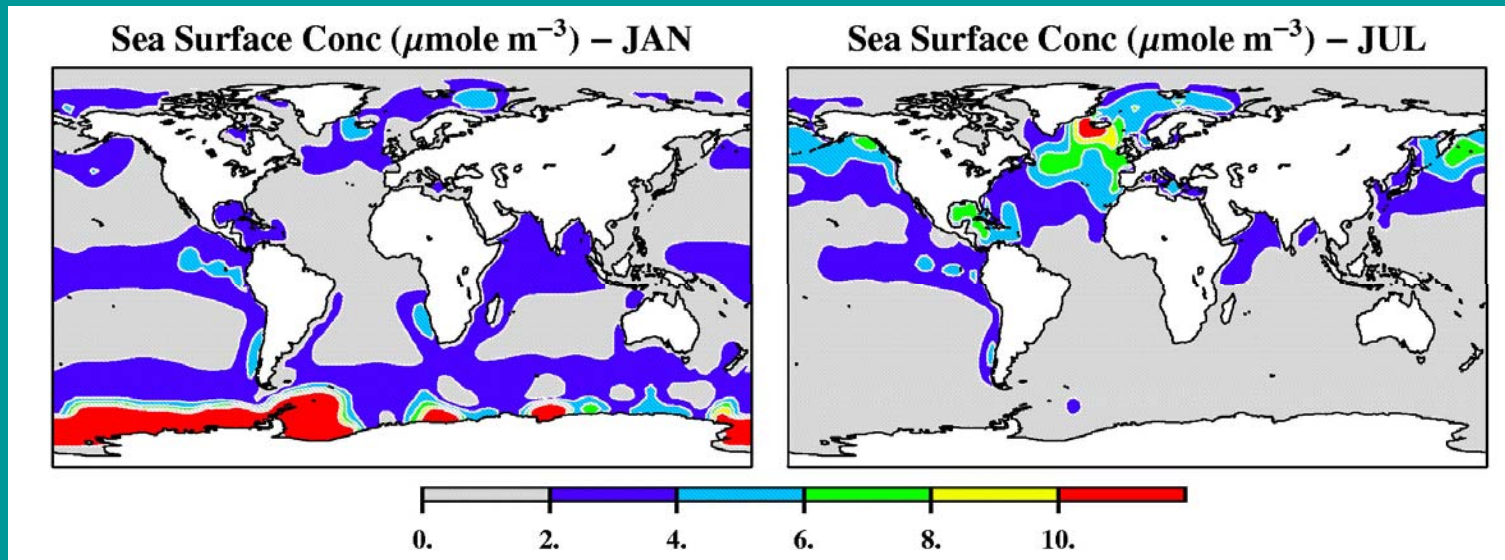 Sea Surface Conc (μmole m⁻³) – JAN
Sea Surface Conc (μmole m⁻³) – JUL
0. 2. 4. 6. 8. 10.